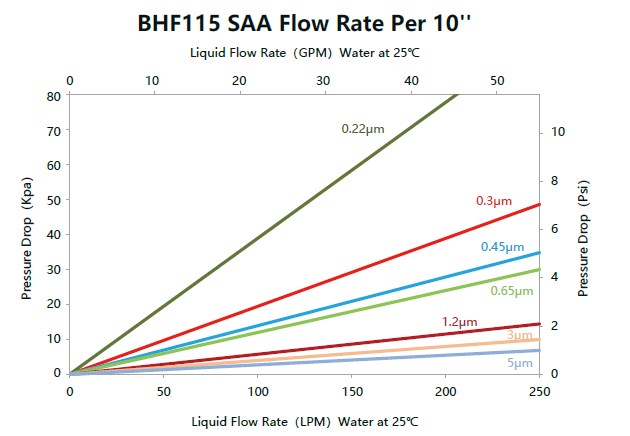 BHF115 SAA Flow Rate Per 10''
Liquid Flow Rate（GPM）Water at 25℃
0 10 20 30 40 50
80
70
60
50
40
30
20
10
0
Pressure Drop（Kpa）
10
8
6
4
2
0
Pressure Drop（Psi）
0.22μm
0.3μm
0.45μm
0.65μm
1.2μm
3μm
5μm
0 50 100 150 200 250
Liquid Flow Rate（LPM）Water at 25℃